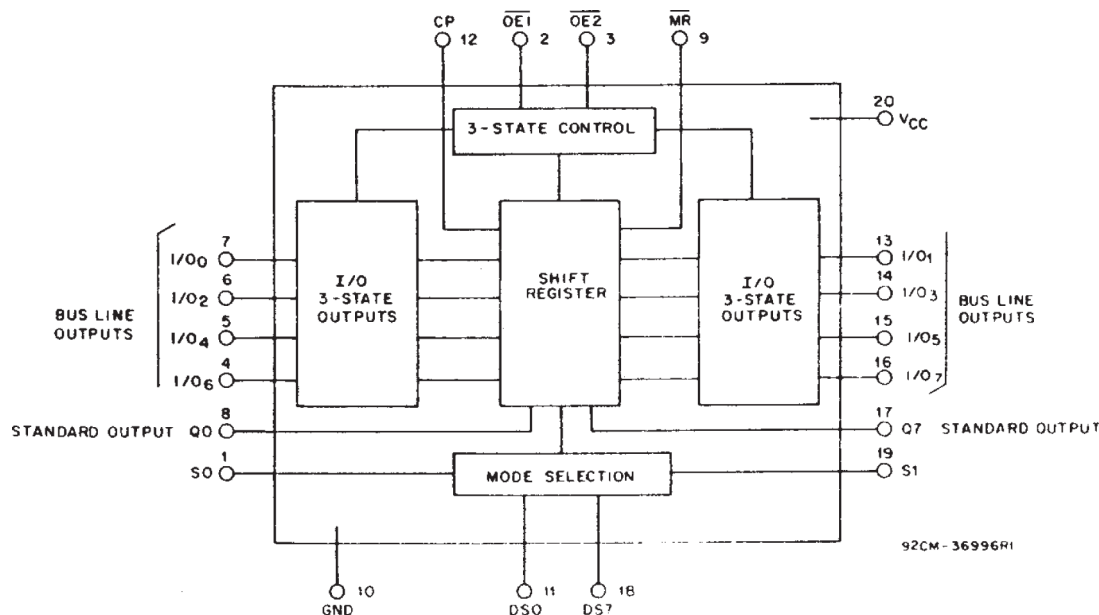 CP OE1 OE2 MR
12 2 3 9
20
VCC
3-STATE CONTROL
7
I/O0
6
I/O2
5
I/O4
4
I/O6
BUS LINE
OUTPUTS
I/O
3-STATE
OUTPUTS
SHIFT
REGISTER
I/O
3-STATE
OUTPUTS
13
I/O1
14
I/O3
15
I/O5
16
I/O7
BUS LINE
OUTPUTS
8
STANDARD OUTPUT Q0
17
Q7 STANDARD OUTPUT
1
S0
MODE SELECTION
19
S1
92CM-36996R1
10
GND
11
DS0
18
DS7